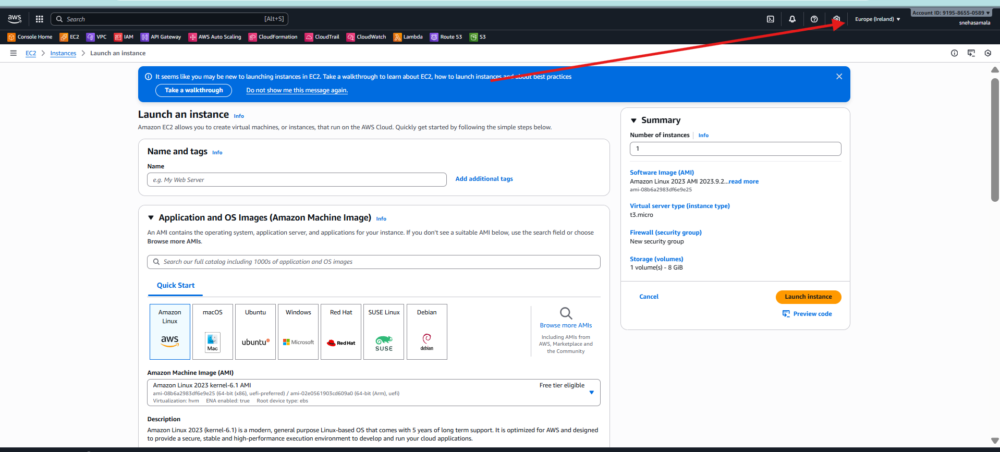 aws
Search
[Alt+S]
Europe (Ireland)
Account ID: 9195-8655-0589
snehasamala
Console Home
EC2
VPC
IAM
API Gateway
AWS Auto Scaling
CloudFormation
CloudTrail
CloudWatch
Lambda
Route 53
S3
EC2
Instances
Launch an instance
It seems like you may be new to launching instances in EC2. Take a walkthrough to learn about EC2, how to launch instances and about best practices
Take a walkthrough
Do not show me this message again.
Launch an instance Info
Amazon EC2 allows you to create virtual machines, or instances, that run on the AWS Cloud. Quickly get started by following the simple steps below.
Name and tags Info
Name
e.g. My Web Server
Add additional tags
Application and OS Images (Amazon Machine Image) Info
An AMI contains the operating system, application server, and applications for your instance. If you don't see a suitable AMI below, use the search field or choose
Browse more AMIs.
Search our full catalog including 1000s of application and OS images
Quick Start
Amazon
Linux
aws
macOS
Mac
Ubuntu
ubuntu
Windows
Microsoft
Red Hat
Red Hat
SUSE Linux
SUSE
Debian
debian
Browse more AMIs
Including AMIs from
AWS, Marketplace and
the Community
Amazon Machine Image (AMI)
Amazon Linux 2023 kernel-6.1 AMI
Free tier eligible
ami-08b6a2983df6e9e25 (64-bit (x86), uefi-preferred) / ami-02e0561903cd609a0 (64-bit (Arm), uefi)
Virtualization: hvm ENA enabled: true Root device type: ebs
Description
Amazon Linux 2023 (kernel-6.1) is a modern, general purpose Linux-based OS that comes with 5 years of long term support. It is optimized for AWS and designed
to provide a secure, stable and high-performance execution environment to develop and run your cloud applications.
Summary
Number of instances Info
1
Software Image (AMI)
Amazon Linux 2023 AMI 2023.9.2...read more
ami-08b6a2983df6e9e25
Virtual server type (instance type)
t3.micro
Firewall (security group)
New security group
Storage (volumes)
1 volume(s) - 8 GiB
Cancel
Launch instance
Preview code